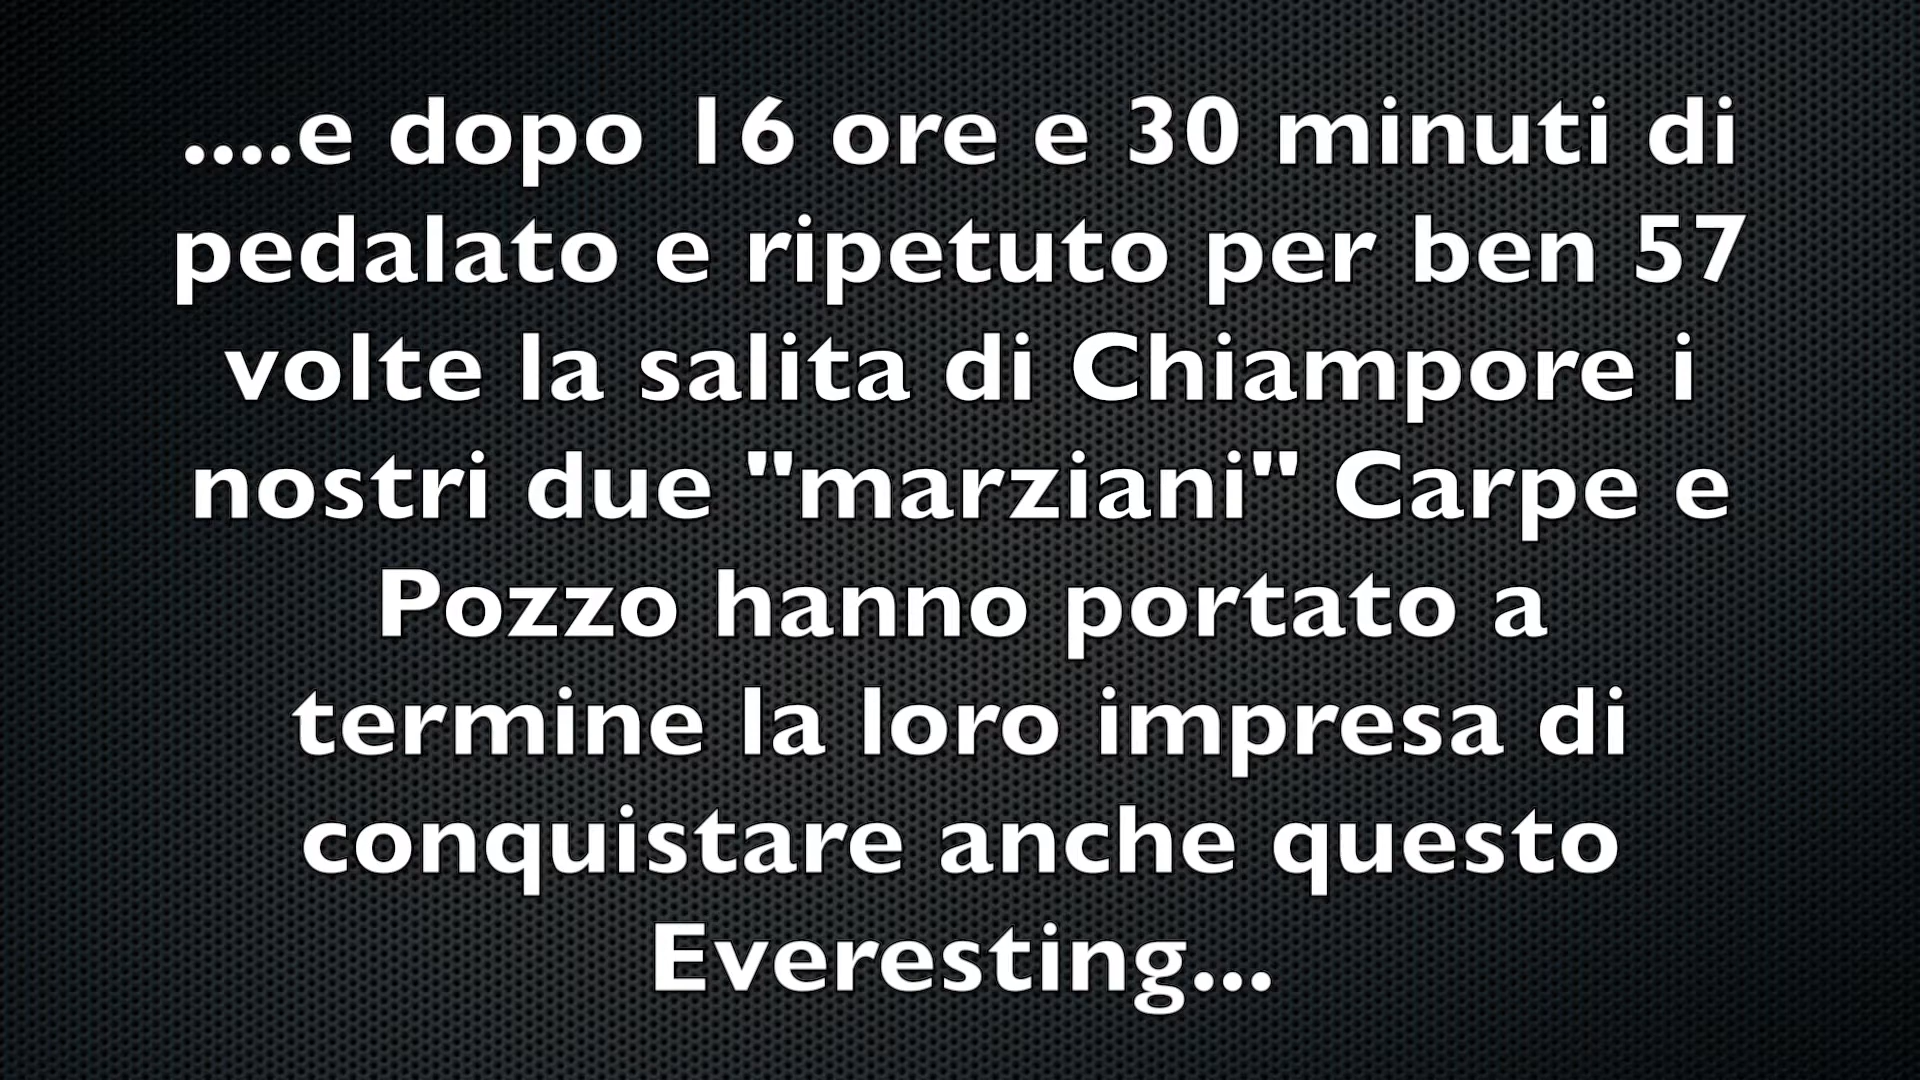 ....e dopo 16 ore e 30 minuti di
pedalato e ripetuto per ben 57
volte la salita di Chiampore i
nostri due "marziani" Carpe e
Pozzo hanno portato a
termine la loro impresa di
conquistare anche questo
Everesting...